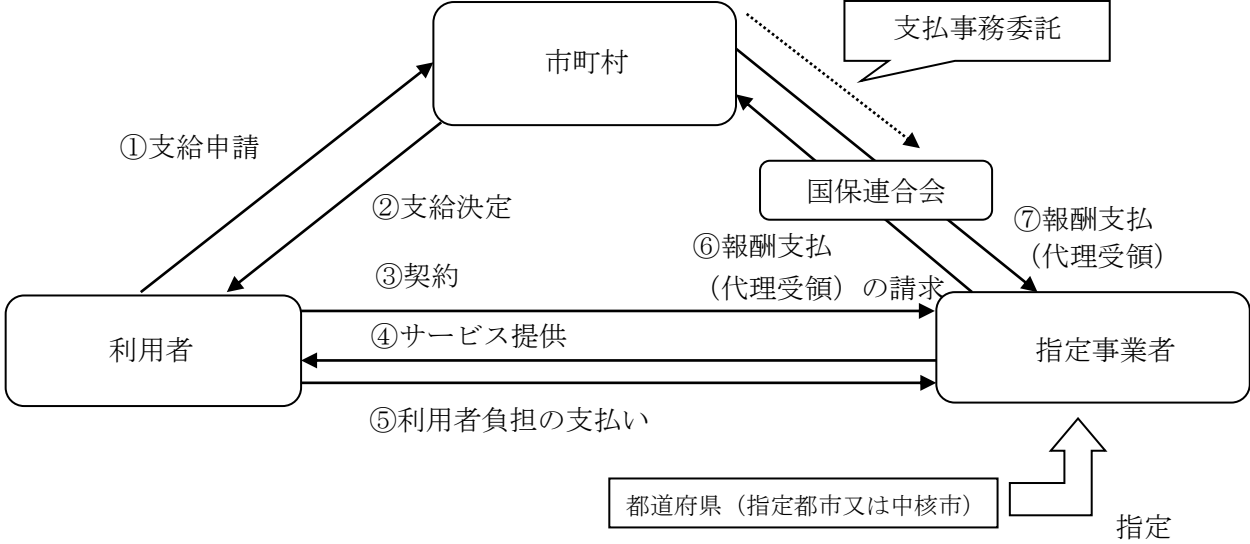 支払事務委託
市町村
①支給申請
国保連合会
②支給決定
⑦報酬支払
（代理受領）
⑥報酬支払
（代理受領）の請求
③契約
利用者
④サービス提供
指定事業者
⑤利用者負担の支払い
都道府県（指定都市又は中核市）
指定